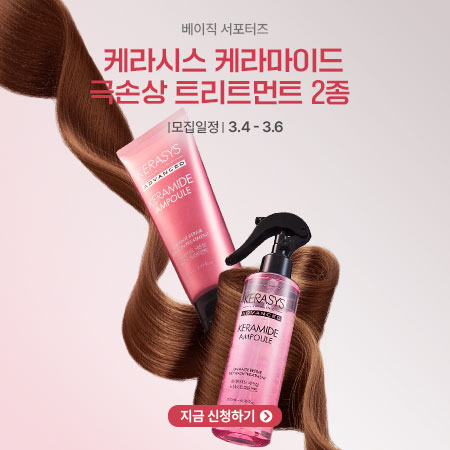 베이직 서포터즈
케라시스 케라마이드
극손상 트리트먼트 2종
|모집일정| 3.4 - 3.6
KERASYS
ADVANCED
KERAMIDE
AMPOULE
KERASYS
ADVANCED
KERAMIDE
AMPOULE
DAMAGE REPAIR
지금 신청하기